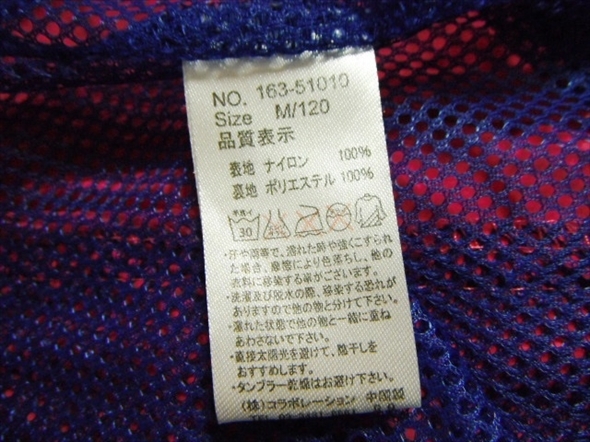 NO. 163-51010
Size M/120
品質表示
表地 ナイロン 100%
裏地 ポリエステル 100%
手洗イ
30
・汗や雨等で、濡れた時や強くこすられ
た場合、摩擦により色落ちし、他の
衣料に移染する事がございます。
・洗濯及び脱水の際、移染する恐れが
ありますので他の物と分けて下さい。
・濡れた状態で他の物と一緒に重ね
あわさないで下さい。
・直接太陽光を避けて、陰干しを
おすすめします。
・タンブラー乾燥はお避け下さい。
(株)コラボレーション 中国製